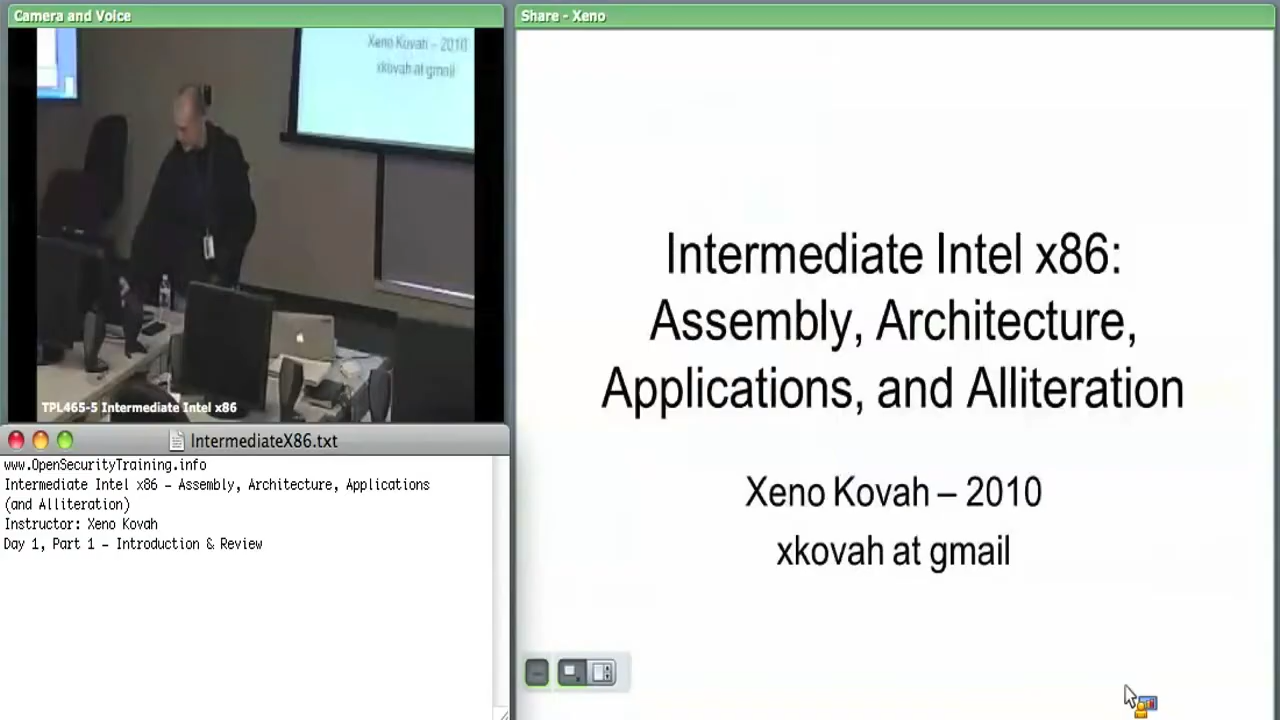 Camera and Voice
Xeno Kovah – 2010
xkovah at gmail
TPL465-5 Intermediate Intel x86
IntermediateX86.txt
www.OpenSecurityTraining.info
Intermediate Intel x86 – Assembly, Architecture, Applications
(and Alliteration)
Instructor: Xeno Kovah
Day 1, Part 1 – Introduction & Review
Share - Xeno
Intermediate Intel x86:
Assembly, Architecture,
Applications, and Alliteration
Xeno Kovah – 2010
xkovah at gmail